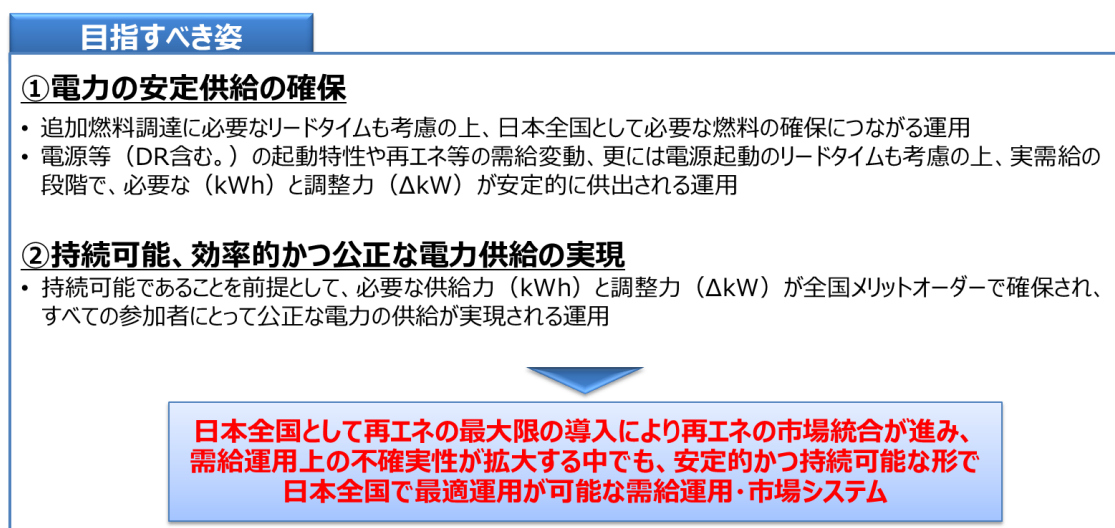 目指すべき姿
①電力の安定供給の確保
• 追加燃料調達に必要なリードタイムも考慮の上、日本全国として必要な燃料の確保につながる運用
• 電源等（DR含む。）の起動特性や再エネ等の需給変動、更には電源起動のリードタイムも考慮の上、実需給の
段階で、必要な（kWh）と調整力（ΔkW）が安定的に供出される運用
②持続可能、効率的かつ公正な電力供給の実現
• 持続可能であることを前提として、必要な供給力（kWh）と調整力（ΔkW）が全国メリットオーダーで確保され、
すべての参加者にとって公正な電力の供給が実現される運用
日本全国として再エネの最大限の導入により再エネの市場統合が進み、
需給運用上の不確実性が拡大する中でも、安定的かつ持続可能な形で
日本全国で最適運用が可能な需給運用・市場システム